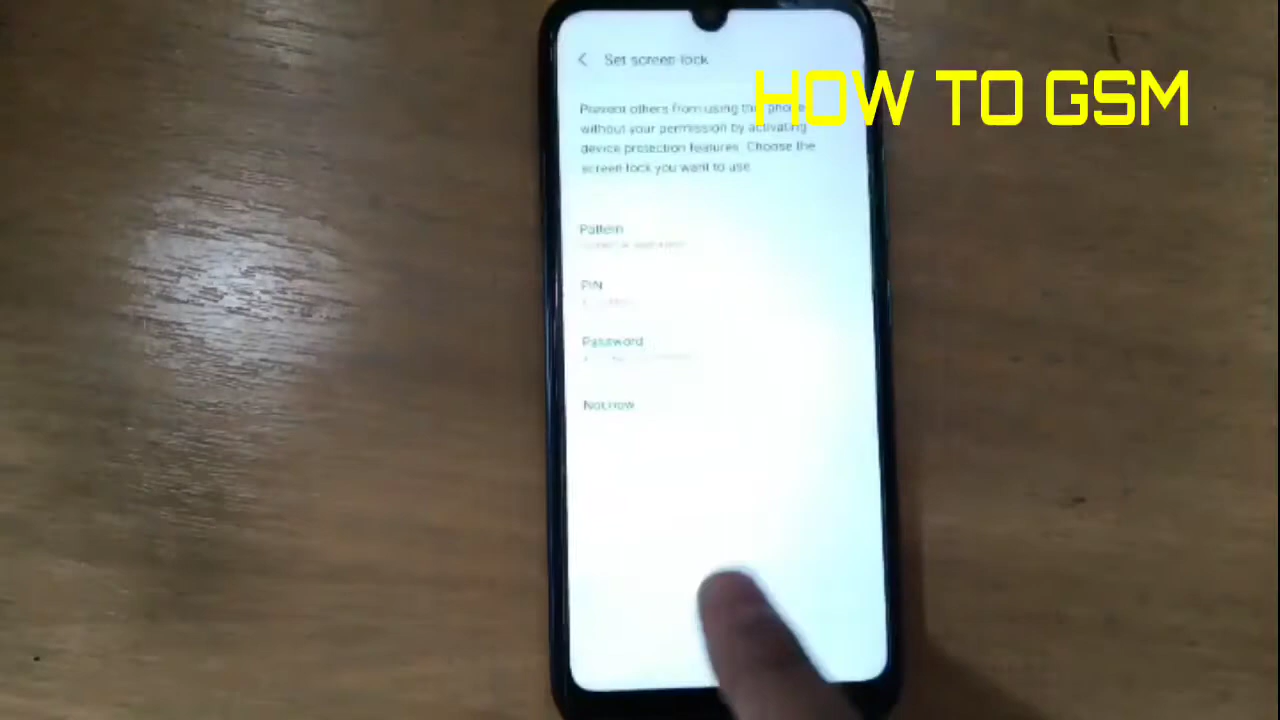 Set screen lock
HOW TO GSM
Prevent others from using this phone
without your permission by activating
device protection features. Choose the
screen lock you want to use.
Pattern
PIN
Password
Not now